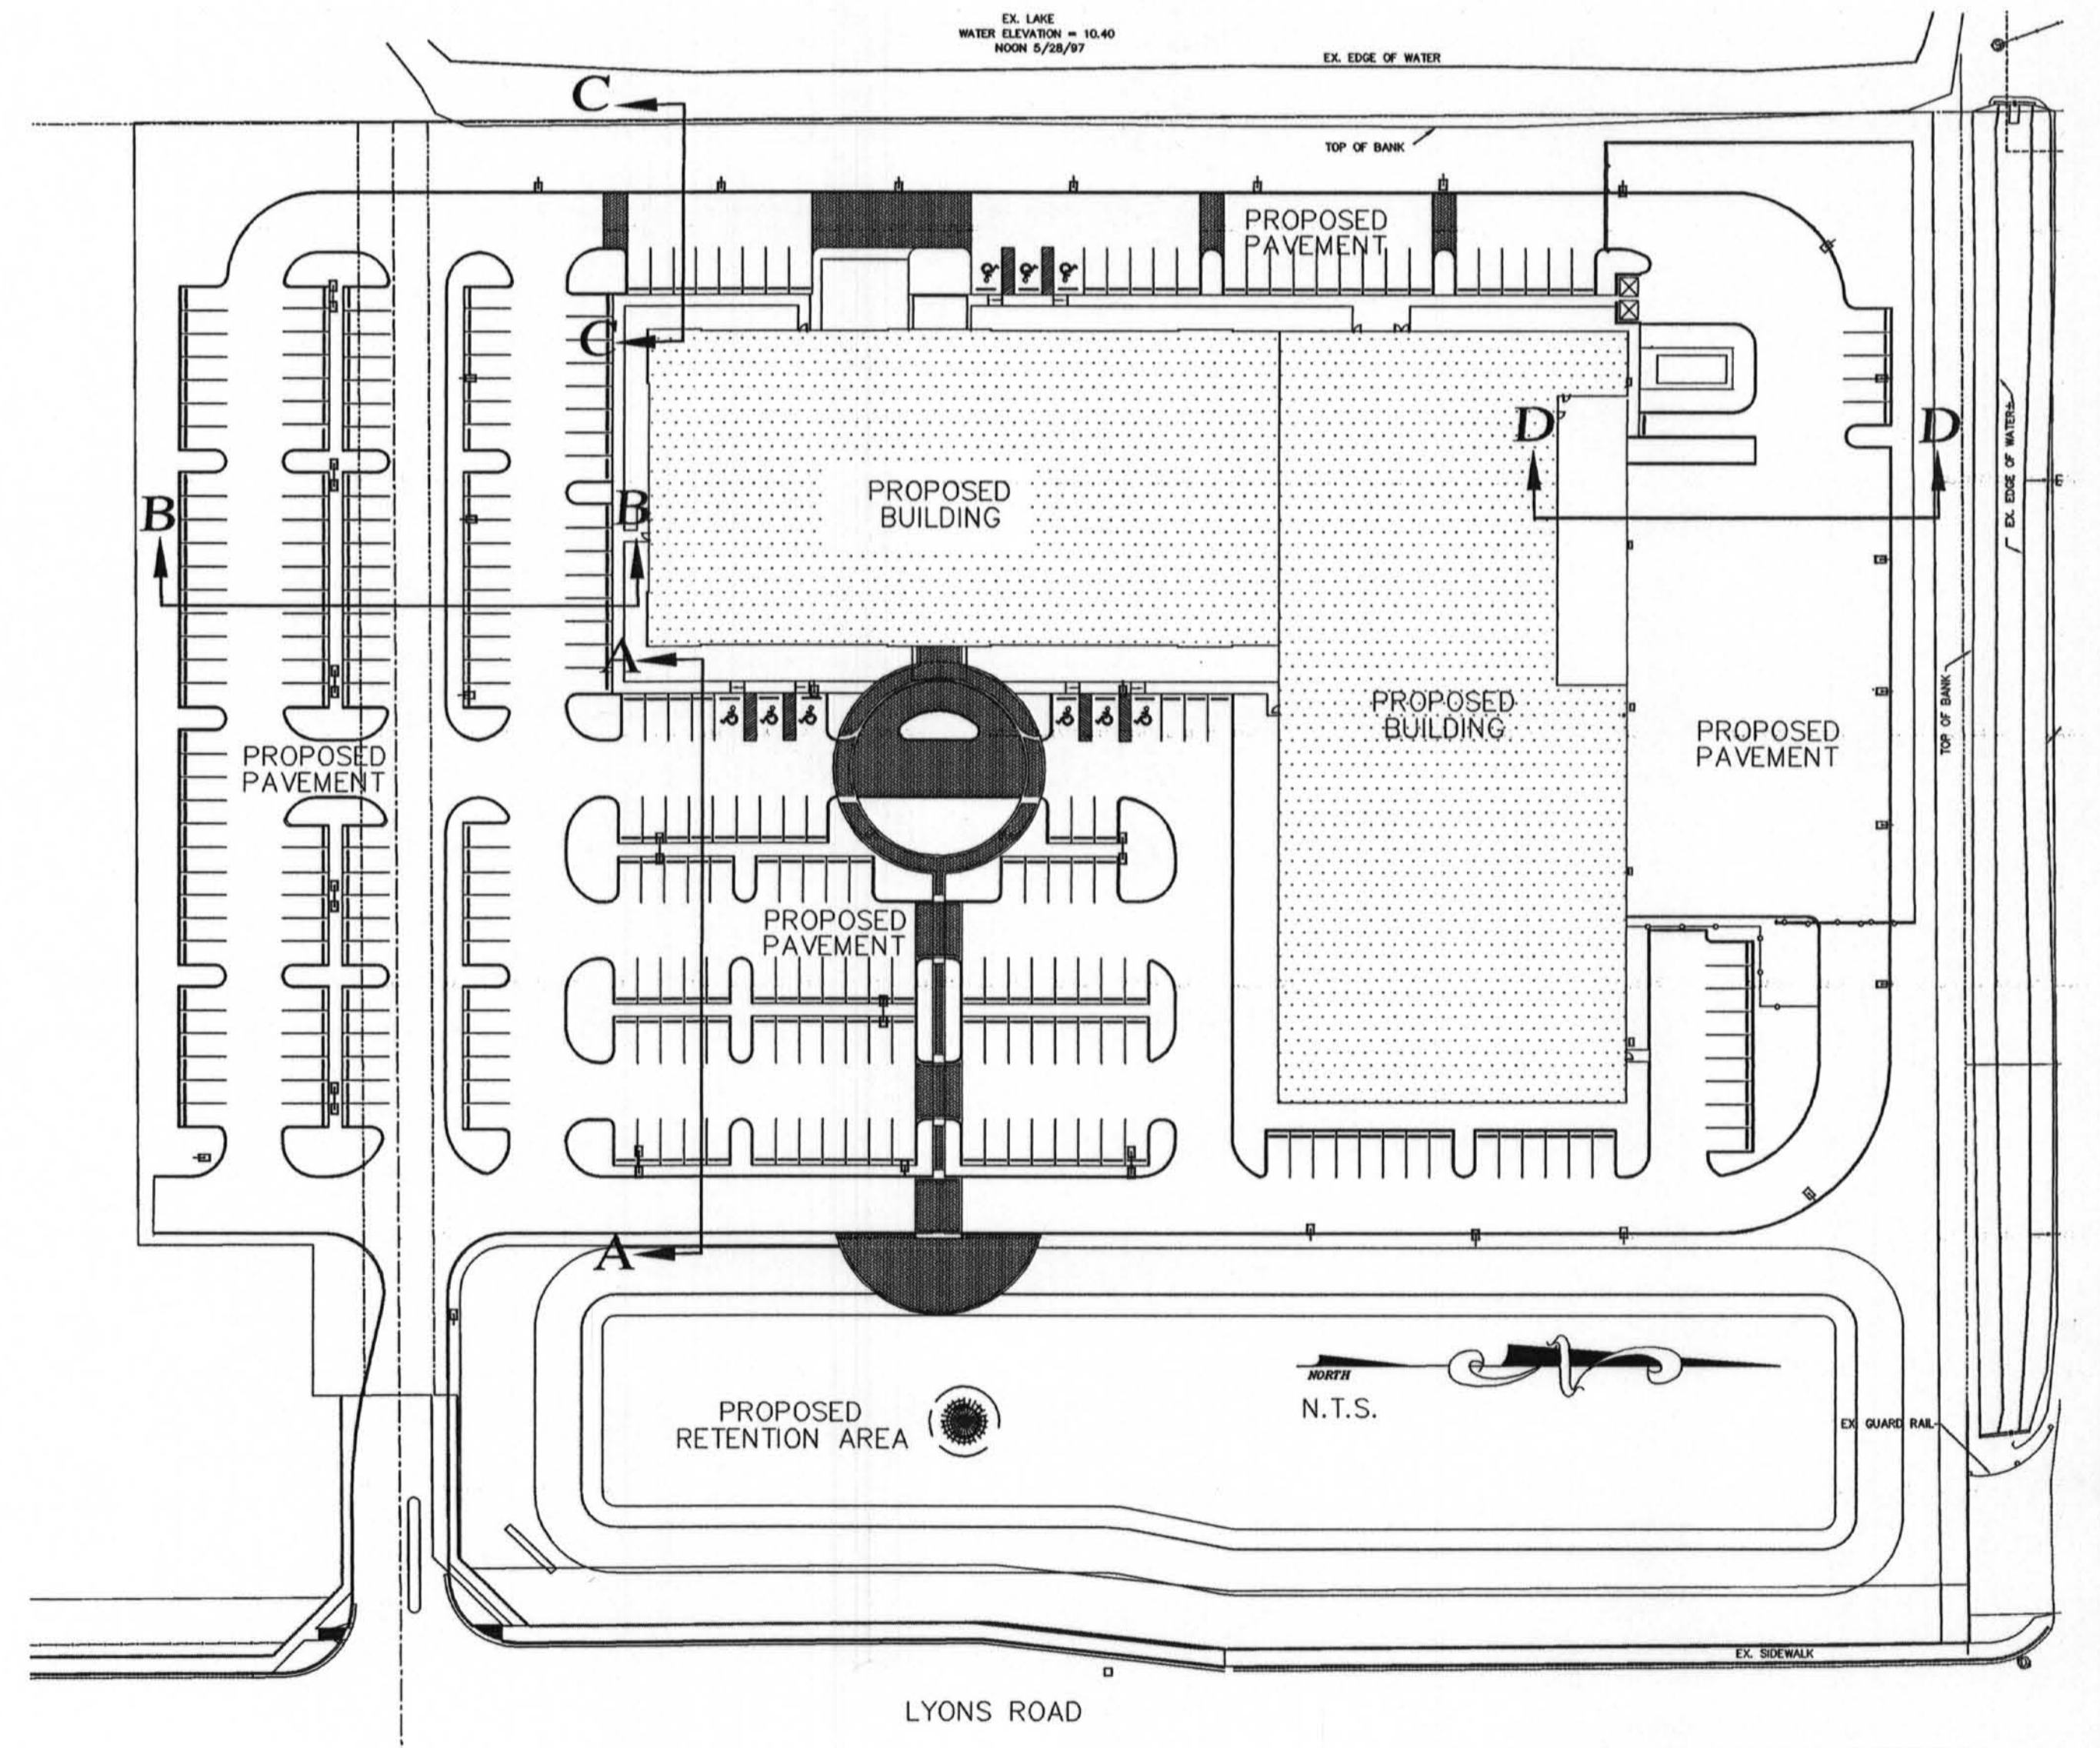 EX. LAKE
WATER ELEVATION = 10.40
NOON 5/28/97
EX. EDGE OF WATER
C
TOP OF BANK
PROPOSED
PAVEMENT
C
D
D
EX. EDGE OF WATER±
E
B
B
PROPOSED
BUILDING
A
PROPOSED
BUILDING
TOP OF BANK
PROPOSED
PAVEMENT
PROPOSED
PAVEMENT
PROPOSED
PAVEMENT
A
NORTH
N.T.S.
PROPOSED
RETENTION AREA
EX. GUARD RAIL
EX. SIDEWALK
LYONS ROAD